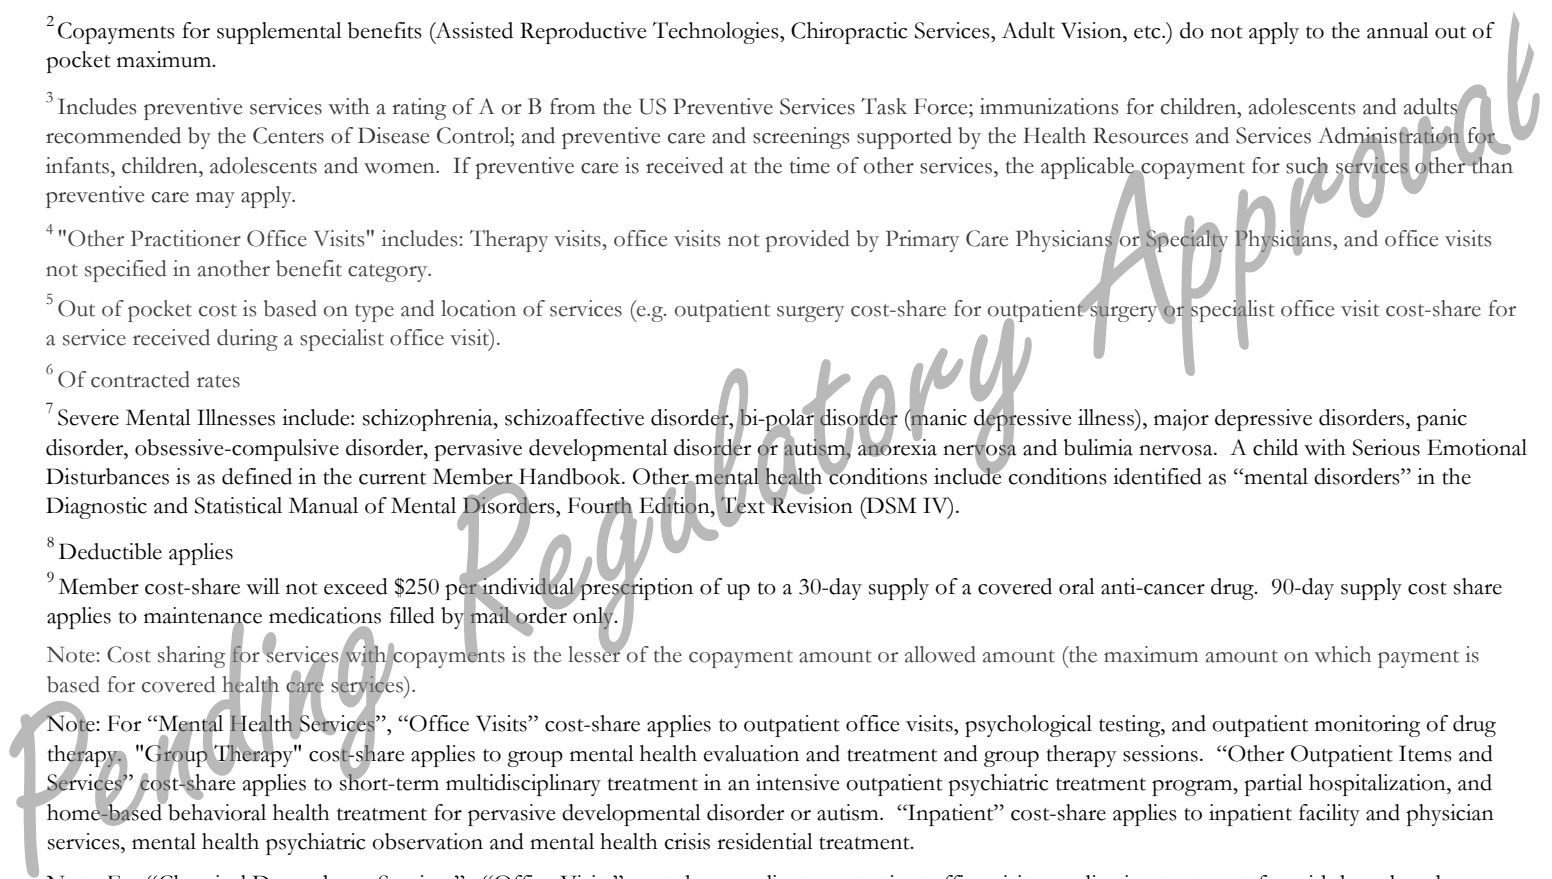 2 Copayments for supplemental benefits (Assisted Reproductive Technologies, Chiropractic Services, Adult Vision, etc.) do not apply to the annual out of
pocket maximum.
3 Includes preventive services with a rating of A or B from the US Preventive Services Task Force; immunizations for children, adolescents and adults
recommended by the Centers of Disease Control; and preventive care and screenings supported by the Health Resources and Services Administration for
infants, children, adolescents and women.  If preventive care is received at the time of other services, the applicable copayment for such services other than
preventive care may apply.
4 "Other Practitioner Office Visits" includes: Therapy visits, office visits not provided by Primary Care Physicians or Specialty Physicians, and office visits
not specified in another benefit category.
5 Out of pocket cost is based on type and location of services (e.g. outpatient surgery cost-share for outpatient surgery or specialist office visit cost-share for
a service received during a specialist office visit).
6 Of contracted rates
7 Severe Mental Illnesses include: schizophrenia, schizoaffective disorder, bi-polar disorder (manic depressive illness), major depressive disorders, panic
disorder, obsessive-compulsive disorder, pervasive developmental disorder or autism, anorexia nervosa and bulimia nervosa.  A child with Serious Emotional
Disturbances is as defined in the current Member Handbook. Other mental health conditions include conditions identified as “mental disorders” in the
Diagnostic and Statistical Manual of Mental Disorders, Fourth Edition, Text Revision (DSM IV).
8 Deductible applies
9 Member cost-share will not exceed $250 per individual prescription of up to a 30-day supply of a covered oral anti-cancer drug.  90-day supply cost share
applies to maintenance medications filled by mail order only.
Note: Cost sharing for services with copayments is the lesser of the copayment amount or allowed amount (the maximum amount on which payment is
based for covered health care services).
Note: For “Mental Health Services”, “Office Visits” cost-share applies to outpatient office visits, psychological testing, and outpatient monitoring of drug
therapy.  "Group Therapy" cost-share applies to group mental health evaluation and treatment and group therapy sessions.  “Other Outpatient Items and
Services” cost-share applies to short-term multidisciplinary treatment in an intensive outpatient psychiatric treatment program, partial hospitalization, and
home-based behavioral health treatment for pervasive developmental disorder or autism.  “Inpatient” cost-share applies to inpatient facility and physician
services, mental health psychiatric observation and mental health crisis residential treatment.
Pending Regulatory Approval